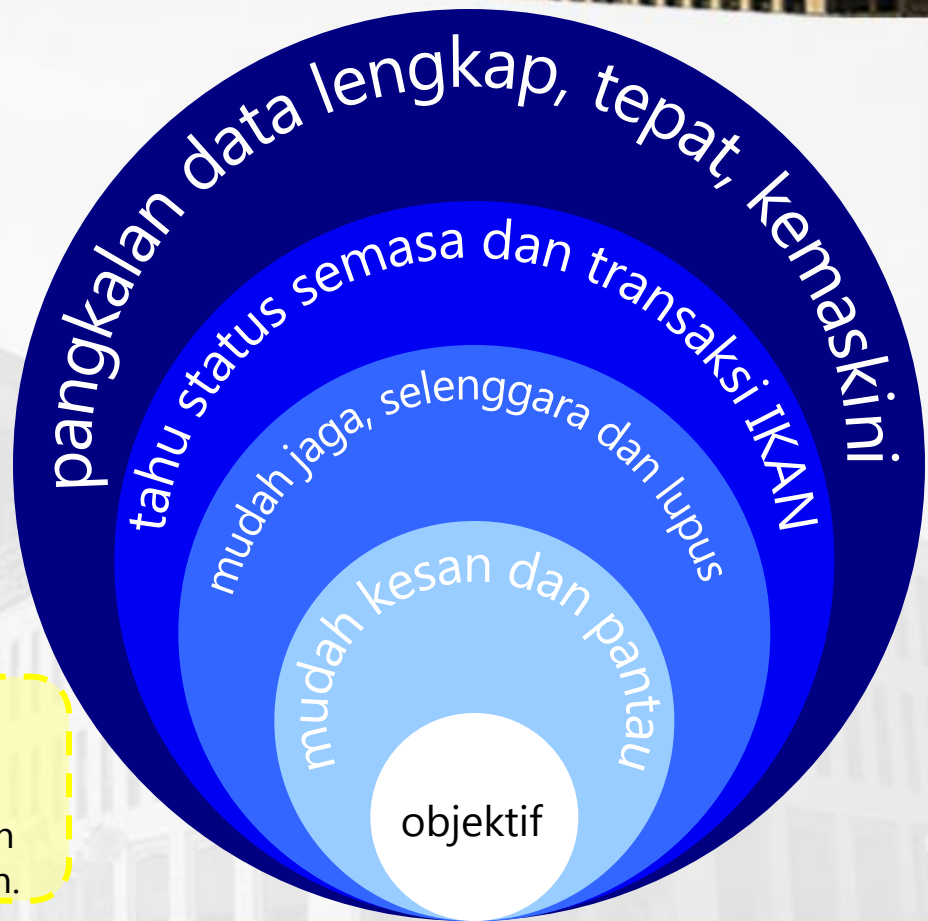 pangkalan data lengkap, tepat, kemaskini
tahu status semasa dan transaksi IKAN
mudah jaga, selenggara dan lupus
mudah kesan dan pantau
objektif